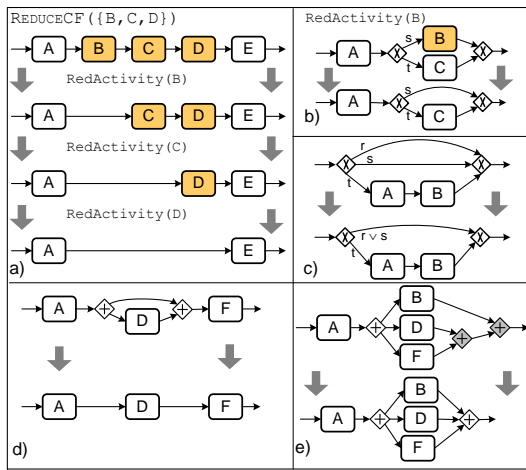 REDUCECF({B,C,D})
A B C D E
RedActivity(B)
A C D E
RedActivity(C)
A D E
RedActivity(D)
A E
a)
RedActivity(B)
s
B
A
t
C
s
A
t
C
b)
r
s
t
A B
r ∨ s
t
A B
c)
A + + F
D
A D F
d)
B
A + D + +
F
B
A + D +
F
e)